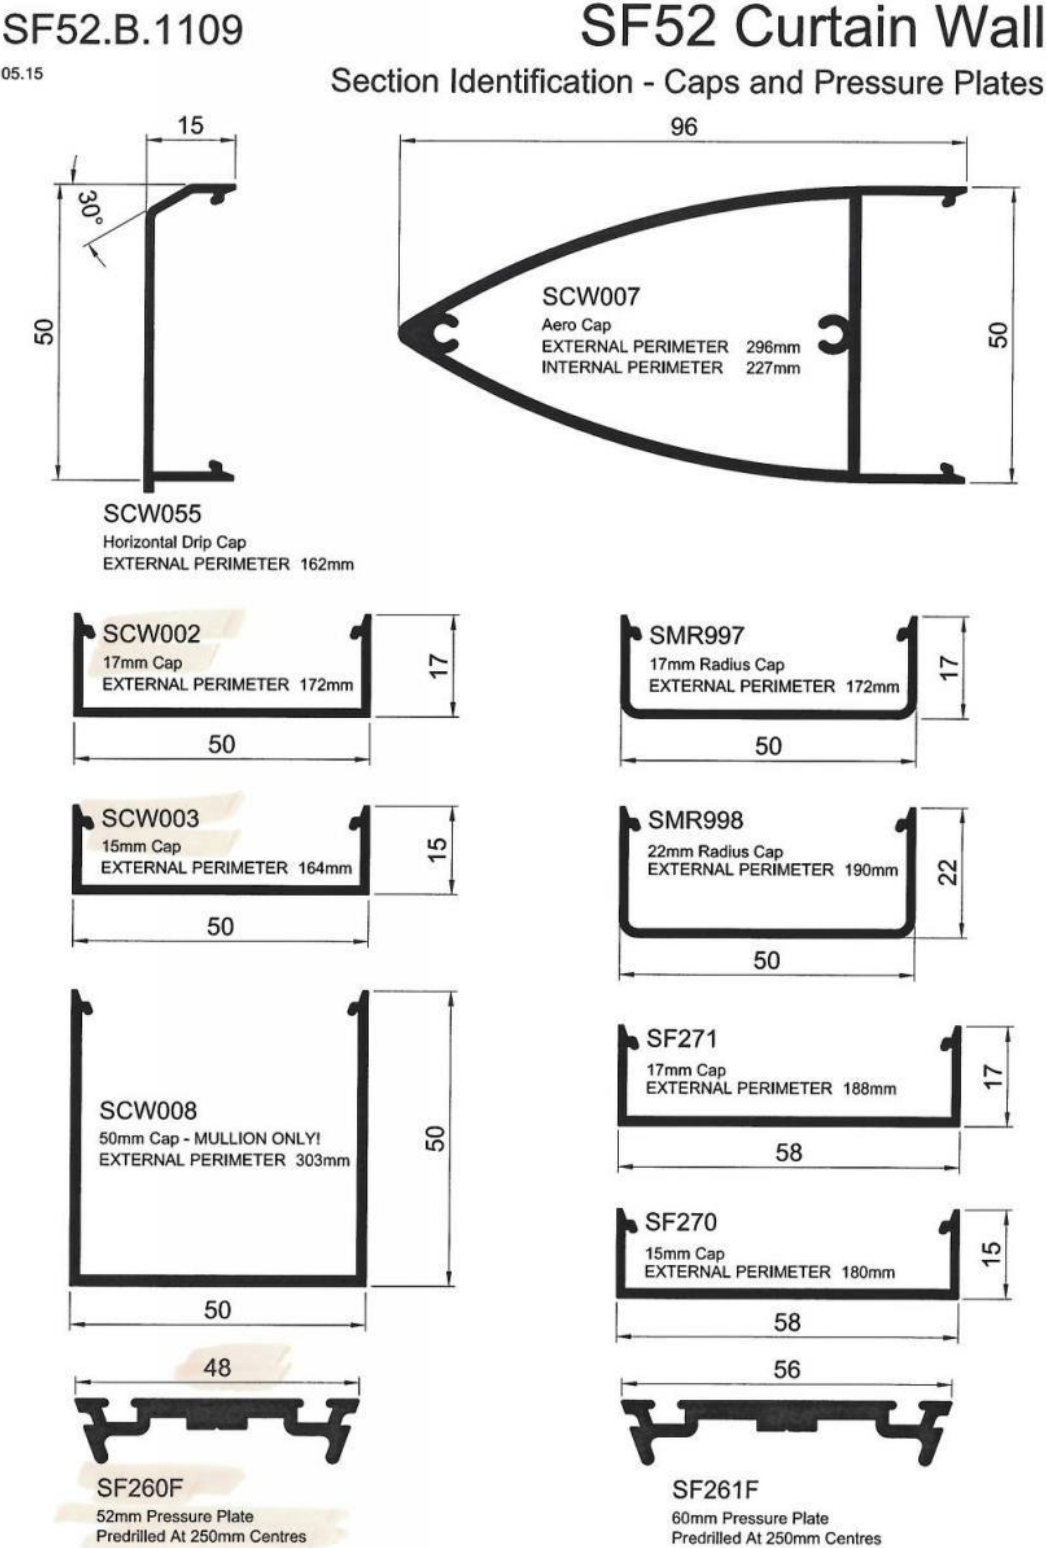 SF52.B.1109
SF52 Curtain Wall
05.15
Section Identification - Caps and Pressure Plates
15
96
30°
50
SCW007
Aero Cap
EXTERNAL PERIMETER 296mm
INTERNAL PERIMETER 227mm
50
SCW055
Horizontal Drip Cap
EXTERNAL PERIMETER 162mm
SCW002
17mm Cap
EXTERNAL PERIMETER 172mm
17
50
SMR997
17mm Radius Cap
EXTERNAL PERIMETER 172mm
17
50
SCW003
15mm Cap
EXTERNAL PERIMETER 164mm
15
50
SMR998
22mm Radius Cap
EXTERNAL PERIMETER 190mm
22
50
SCW008
50mm Cap - MULLION ONLY!
EXTERNAL PERIMETER 303mm
50
50
SF271
17mm Cap
EXTERNAL PERIMETER 188mm
17
58
SF270
15mm Cap
EXTERNAL PERIMETER 180mm
15
58
48
SF260F
52mm Pressure Plate
Predrilled At 250mm Centres
56
SF261F
60mm Pressure Plate
Predrilled At 250mm Centres